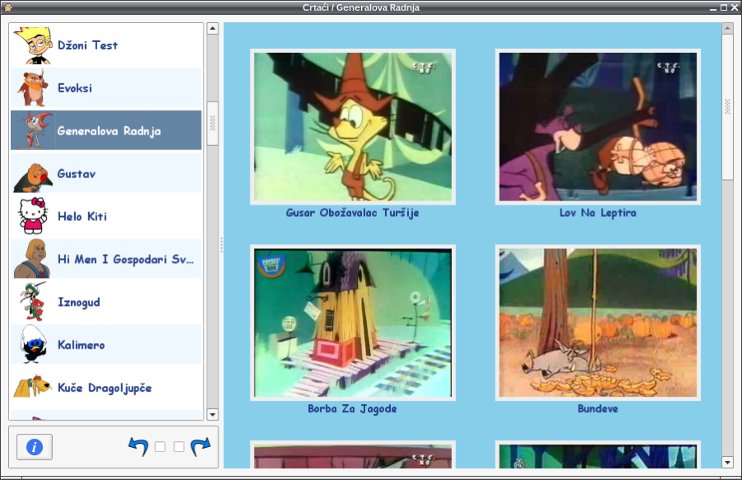 Crtaći / Generalova Radnja
Džoni Test
Evoksi
Generalova Radnja
Gustav
Helo Kiti
Hi Men I Gospodari Sv...
Iznogud
Kalimero
Kuče Dragoljupče
Gusar Obožavalac Turšije
Lov Na Leptira
Borba Za Jagode
Bundeve